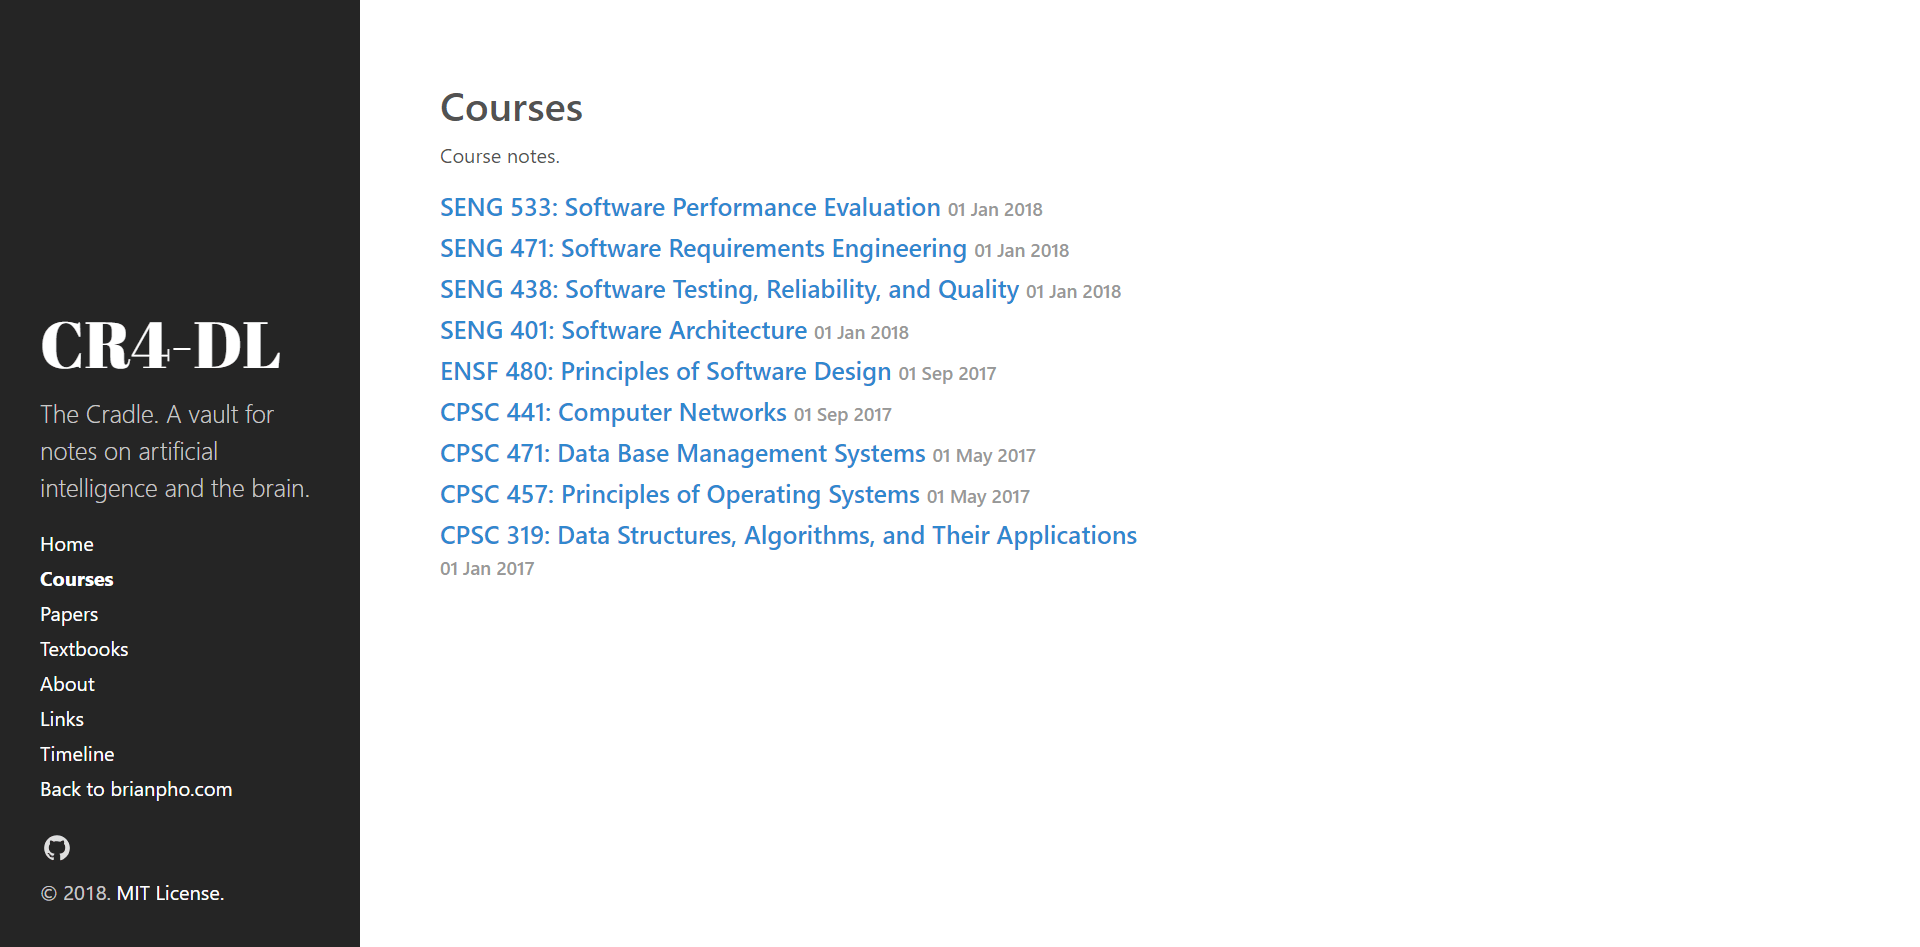 CR4-DL
The Cradle. A vault for
notes on artificial
intelligence and the brain.
Home
Courses
Papers
Textbooks
About
Links
Timeline
Back to brianpho.com
© 2018. MIT License.
Courses
Course notes.
SENG 533: Software Performance Evaluation 01 Jan 2018
SENG 471: Software Requirements Engineering 01 Jan 2018
SENG 438: Software Testing, Reliability, and Quality 01 Jan 2018
SENG 401: Software Architecture 01 Jan 2018
ENSF 480: Principles of Software Design 01 Sep 2017
CPSC 441: Computer Networks 01 Sep 2017
CPSC 471: Data Base Management Systems 01 May 2017
CPSC 457: Principles of Operating Systems 01 May 2017
CPSC 319: Data Structures, Algorithms, and Their Applications
01 Jan 2017